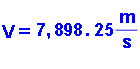 V = 7,898.25 m/s